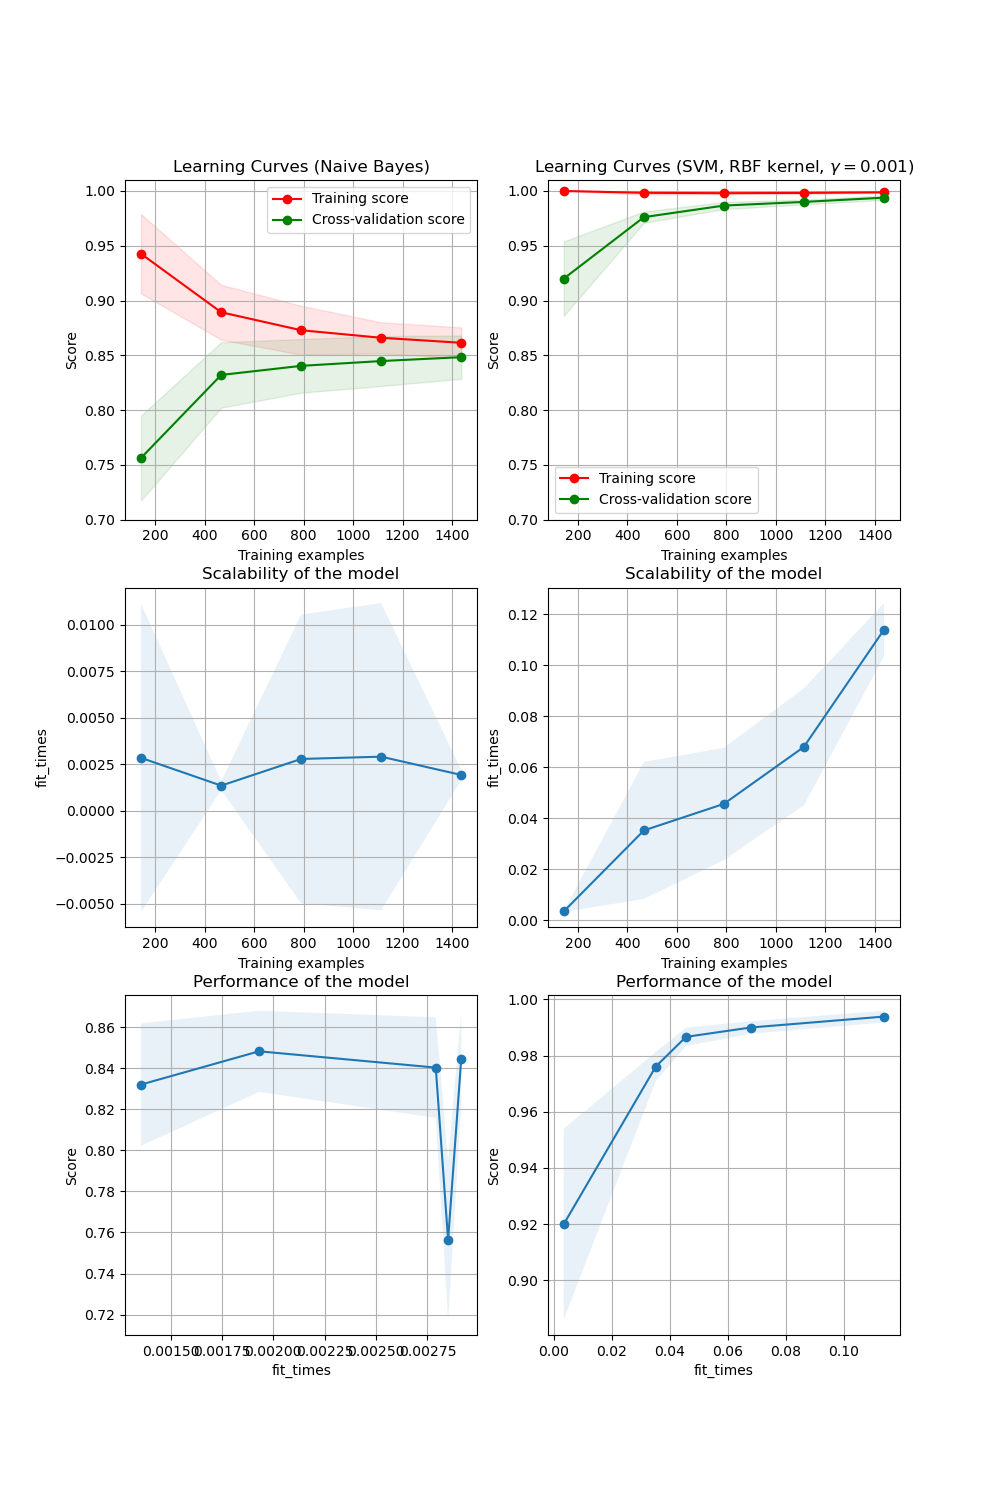 Learning Curves (Naive Bayes)
1.00
0.95
0.90
0.85
0.80
0.75
0.70
Score
Training score
Cross-validation score
200 400 600 800 1000 1200 1400
Training examples
Learning Curves (SVM, RBF kernel, γ = 0.001)
1.00
0.95
0.90
0.85
0.80
0.75
0.70
Score
Training score
Cross-validation score
200 400 600 800 1000 1200 1400
Training examples
Scalability of the model
0.0100
0.0075
0.0050
0.0025
0.0000
−0.0025
−0.0050
fit_times
200 400 600 800 1000 1200 1400
Training examples
Scalability of the model
0.12
0.10
0.08
0.06
0.04
0.02
0.00
fit_times
200 400 600 800 1000 1200 1400
Training examples
Performance of the model
0.86
0.84
0.82
0.80
0.78
0.76
0.74
0.72
Score
0.00150 0.00175 0.00200 0.00225 0.00250 0.00275
fit_times
Performance of the model
1.00
0.98
0.96
0.94
0.92
0.90
Score
0.00 0.02 0.04 0.06 0.08 0.10
fit_times